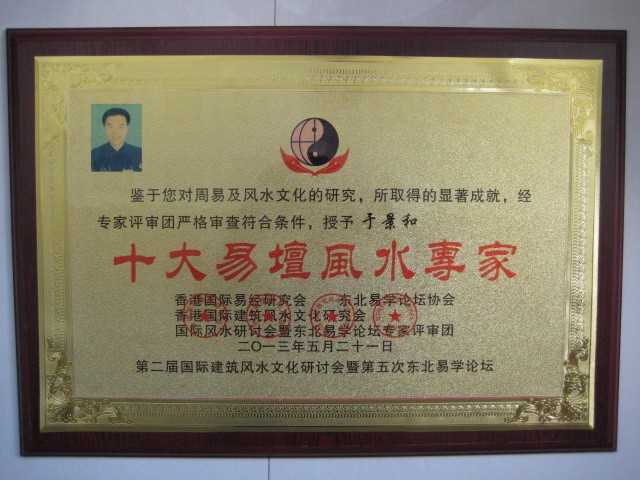 鉴于您对周易及风水文化的研究，所取得的显著成就，经
专家评审团严格审查符合条件，授予 于景和
十大易壇風水專家
香港国际易经研究会 东北易学论坛协会
香港国际建筑风水文化研究会
国际风水研讨会暨东北易学论坛专家评审团
二〇一三年五月二十一日
第二届国际建筑风水文化研讨会暨第五次东北易学论坛